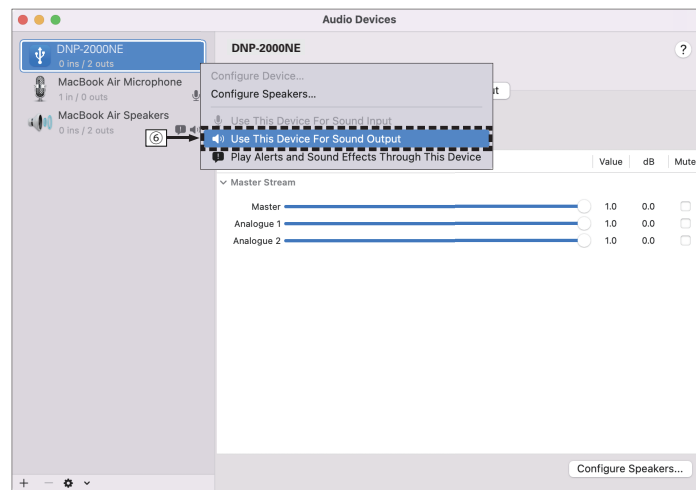 Audio Devices
DNP-2000NE
0 ins / 2 outs
MacBook Air Microphone
1 in / 0 outs
MacBook Air Speakers
0 ins / 2 outs
⑥
DNP-2000NE
?
Configure Device...
Configure Speakers...
Use This Device For Sound Input
Use This Device For Sound Output
Play Alerts and Sound Effects Through This Device
Value dB Mute
Master Stream
Master 1.0 0.0
Analogue 1 1.0 0.0
Analogue 2 1.0 0.0
Configure Speakers...